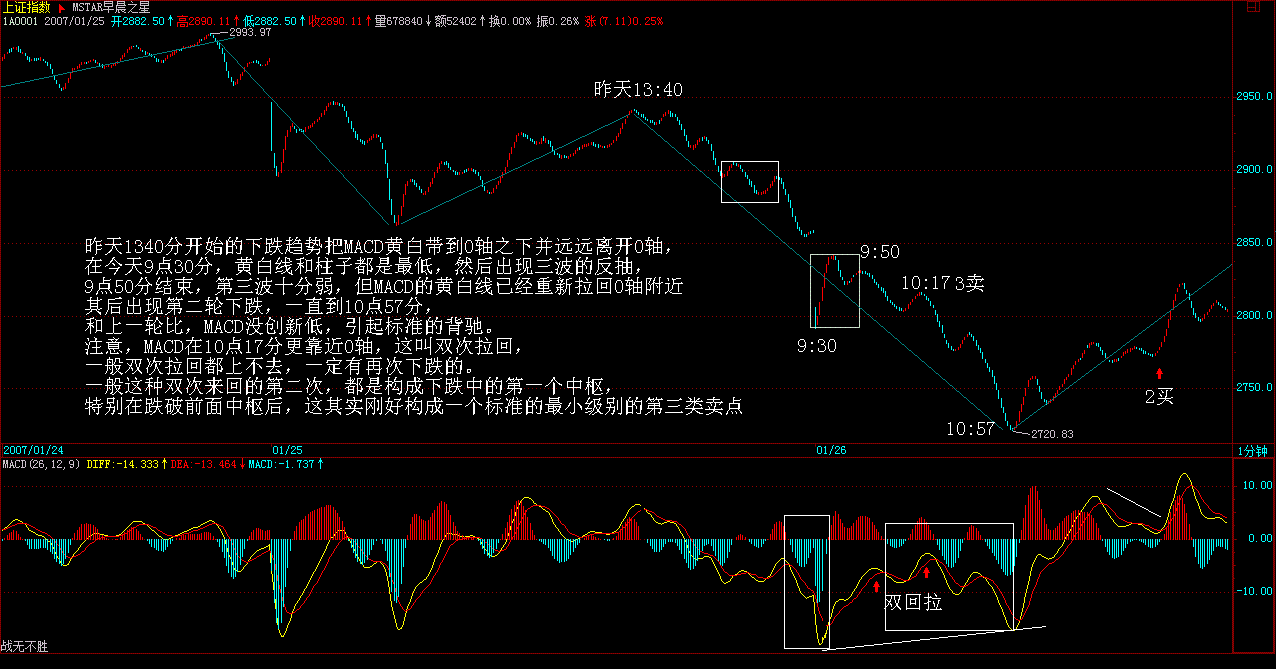 上证指数 MSTAR早晨之星
1A0001 2007/01/25 开2882.50↑高2890.11↑低2882.50↑收2890.11↑量678840↓额52402↑换0.00% 振0.26% 涨(7.11)0.25%
2993.97
昨天13:40
2950.0
2900.0
2850.0
2800.0
2750.0
昨天1340分开始的下跌趋势把MACD黄白带到0轴之下并远远离开0轴,
在今天9点30分，黄白线和柱子都是最低，然后出现三波的反抽,
9点50分结束，第三波十分弱，但MACD的黄白线已经重新拉回0轴附近
其后出现第二轮下跌，一直到10点57分,
和上一轮比，MACD没创新低，引起标准的背驰。
注意，MACD在10点17分更靠近0轴，这叫双次拉回,
一般双次拉回都上不去，一定有再次下跌的。
一般这种双次来回的第二次，都是构成下跌中的第一个中枢,
特别在跌破前面中枢后，这其实刚好构成一个标准的最小级别的第三类卖点
9:50
10:17 3卖
9:30
2买
10:57
2720.83
2007/01/24 01/25 01/26 1分钟
MACD(26,12,9) DIFF:-14.333↑DEA:-13.464↓MACD:-1.737↑
10.00
0.00
-10.00
双回拉
战无不胜